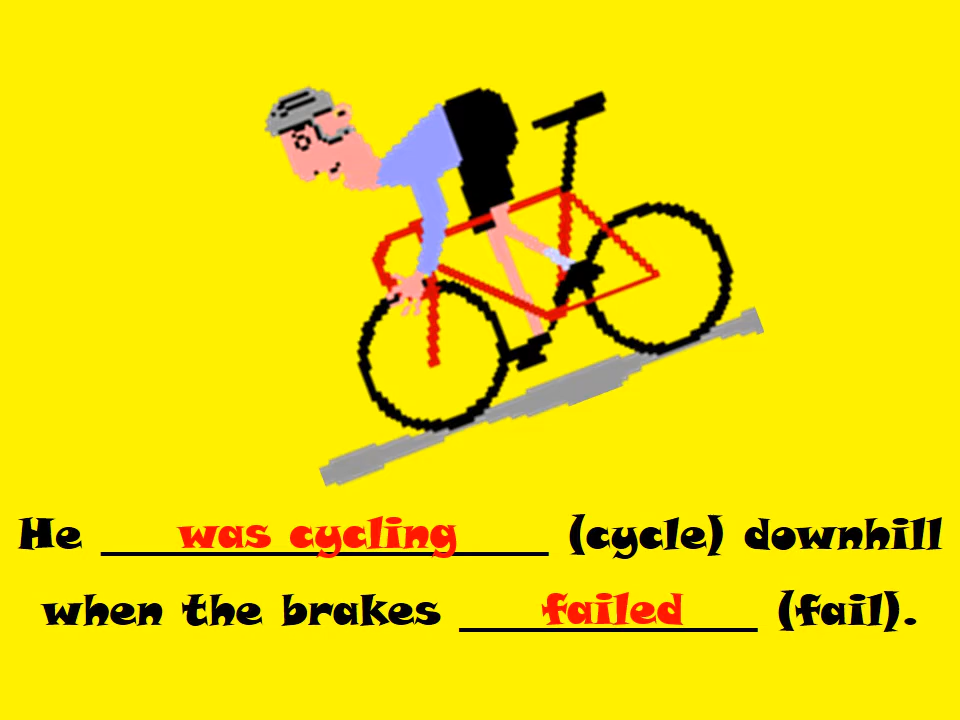 He was cycling (cycle) downhill
when the brakes failed (fail).